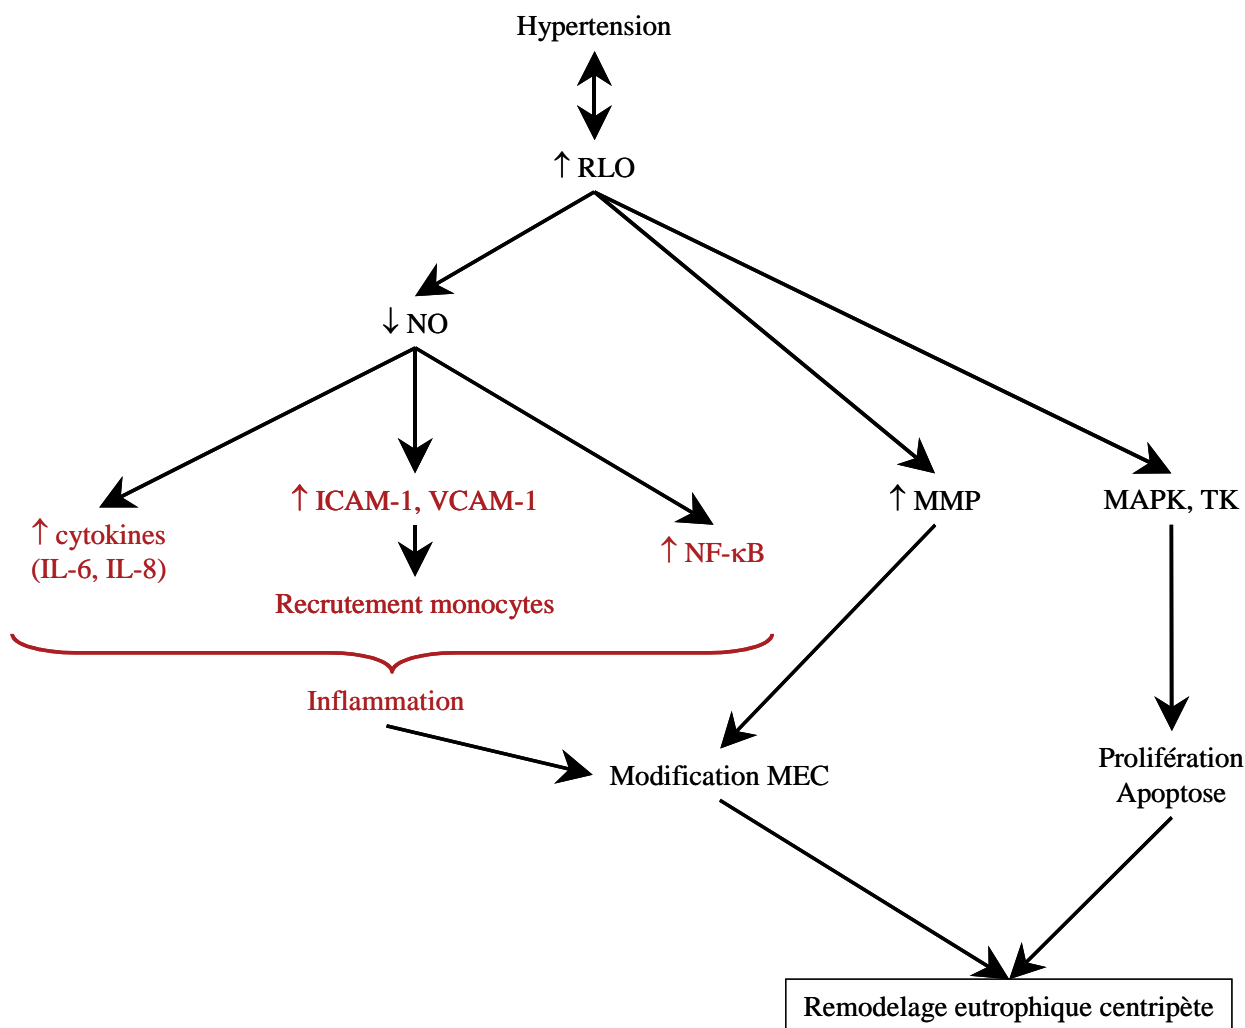 Hypertension
↑ RLO
↓ NO
↑ ICAM-1, VCAM-1
↑ MMP
MAPK, TK
↑ cytokines
(IL-6, IL-8)
↑ NF-κB
Recrutement monocytes
Inflammation
Modification MEC
Prolifération
Apoptose
Remodelage eutrophique centripète